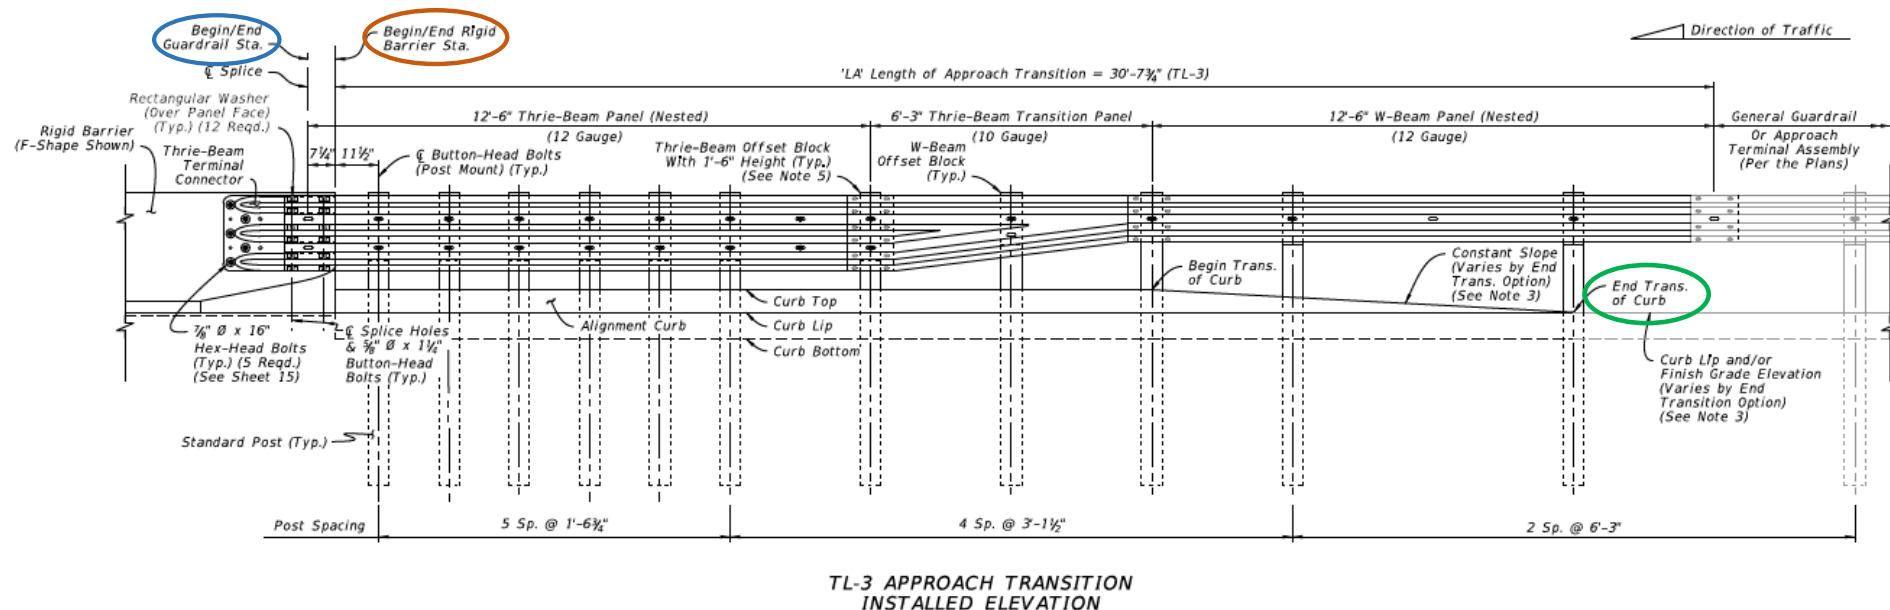 Begin/End
Guardrail Sta.
Begin/End Rigid
Barrier Sta.
Direction of Traffic
℄ Splice
'LA' Length of Approach Transition = 30'-7¾" (TL-3)
Rectangular Washer
(Over Panel Face)
(Typ.) (12 Reqd.)
12'-6" Thrie-Beam Panel (Nested)
(12 Gauge)
6'-3" Thrie-Beam Transition Panel
(10 Gauge)
12'-6" W-Beam Panel (Nested)
(12 Gauge)
General Guardrail
Or Approach
Terminal Assembly
(Per the Plans)
Rigid Barrier
(F-Shape Shown)
Thrie-Beam
Terminal
Connector
7¼" 11½"
℄ Button-Head Bolts
(Post Mount) (Typ.)
Thrie-Beam Offset Block
With 1'-6" Height (Typ.)
(See Note 5)
W-Beam
Offset Block
(Typ.)
Begin Trans.
of Curb
Constant Slope
(Varies by End
Trans. Option)
(See Note 3)
End Trans.
of Curb
Curb Top
Alignment Curb
Curb Lip
Curb Bottom
⅞" Ø x 16"
Hex-Head Bolts
(Typ.) (5 Reqd.)
(See Sheet 15)
℄ Splice Holes
& ⅝" Ø x 1¼"
Button-Head
Bolts (Typ.)
Curb Lip and/or
Finish Grade Elevation
(Varies by End
Transition Option)
(See Note 3)
Standard Post (Typ.)
Post Spacing
5 Sp. @ 1'-6¾"
4 Sp. @ 3'-1½"
2 Sp. @ 6'-3"
TL-3 APPROACH TRANSITION
INSTALLED ELEVATION